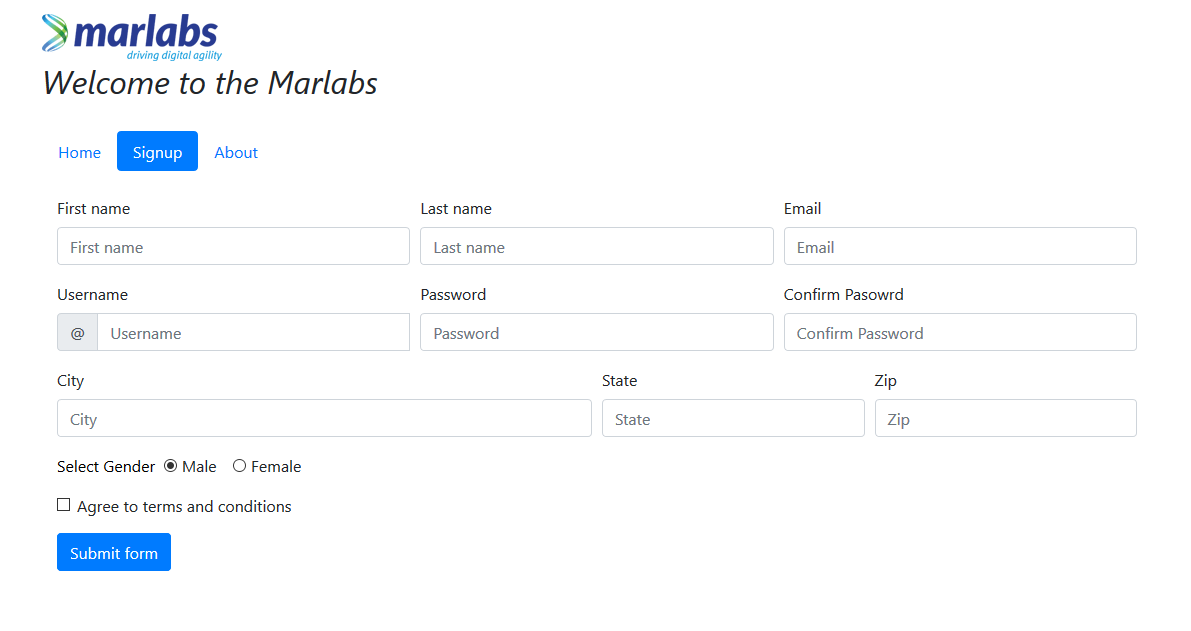 marlabs
driving digital agility
Welcome to the Marlabs
Home Signup About
First name Last name Email
First name Last name Email
Username Password Confirm Pasowrd
@ Username Password Confirm Password
City State Zip
City State Zip
Select Gender Male Female
Agree to terms and conditions
Submit form